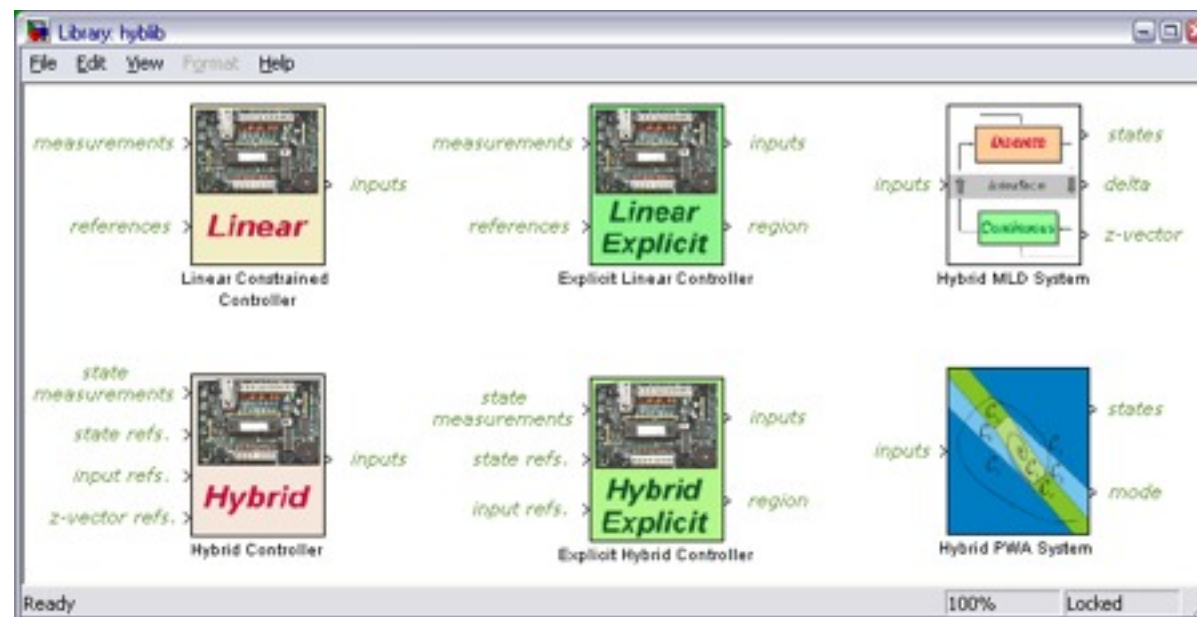 Library: hyblib
File Edit View Format Help
measurements
references
Linear
inputs
Linear Constrained
Controller
measurements
references
Linear
Explicit
inputs
region
Explicit Linear Controller
inputs
Discrete
Interface
Continuous
states
delta
z-vector
Hybrid MLD System
state
measurements
state refs.
input refs.
z-vector refs.
Hybrid
inputs
Hybrid Controller
state
measurements
state refs.
input refs.
Hybrid
Explicit
inputs
region
Explicit Hybrid Controller
inputs
states
mode
Hybrid PWA System
Ready 100% Locked